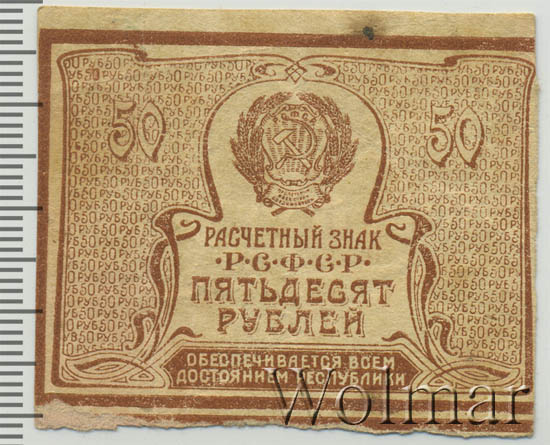 50 50
РАСЧЕТНЫЙ ЗНАК
·Р·С·Ф·С·Р·
ПЯТЬДЕСЯТ
РУБЛЕЙ
ОБЕСПЕЧИВАЕТСЯ ВСЕМ
ДОСТОЯНИЕМ РЕСПУБЛИКИ
Wolmar